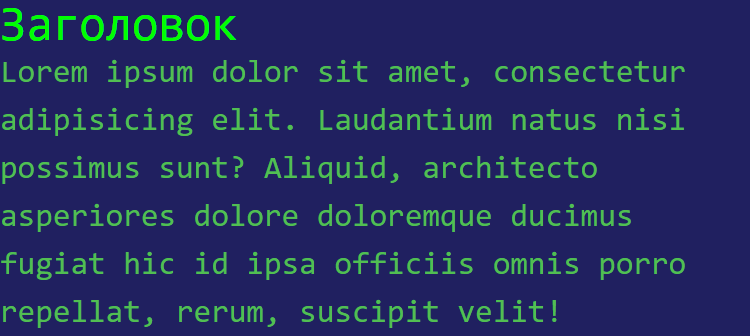 Заголовок
Lorem ipsum dolor sit amet, consectetur
adipisicing elit. Laudantium natus nisi
possimus sunt? Aliquid, architecto
asperiores dolore doloremque ducimus
fugiat hic id ipsa officiis omnis porro
repellat, rerum, suscipit velit!